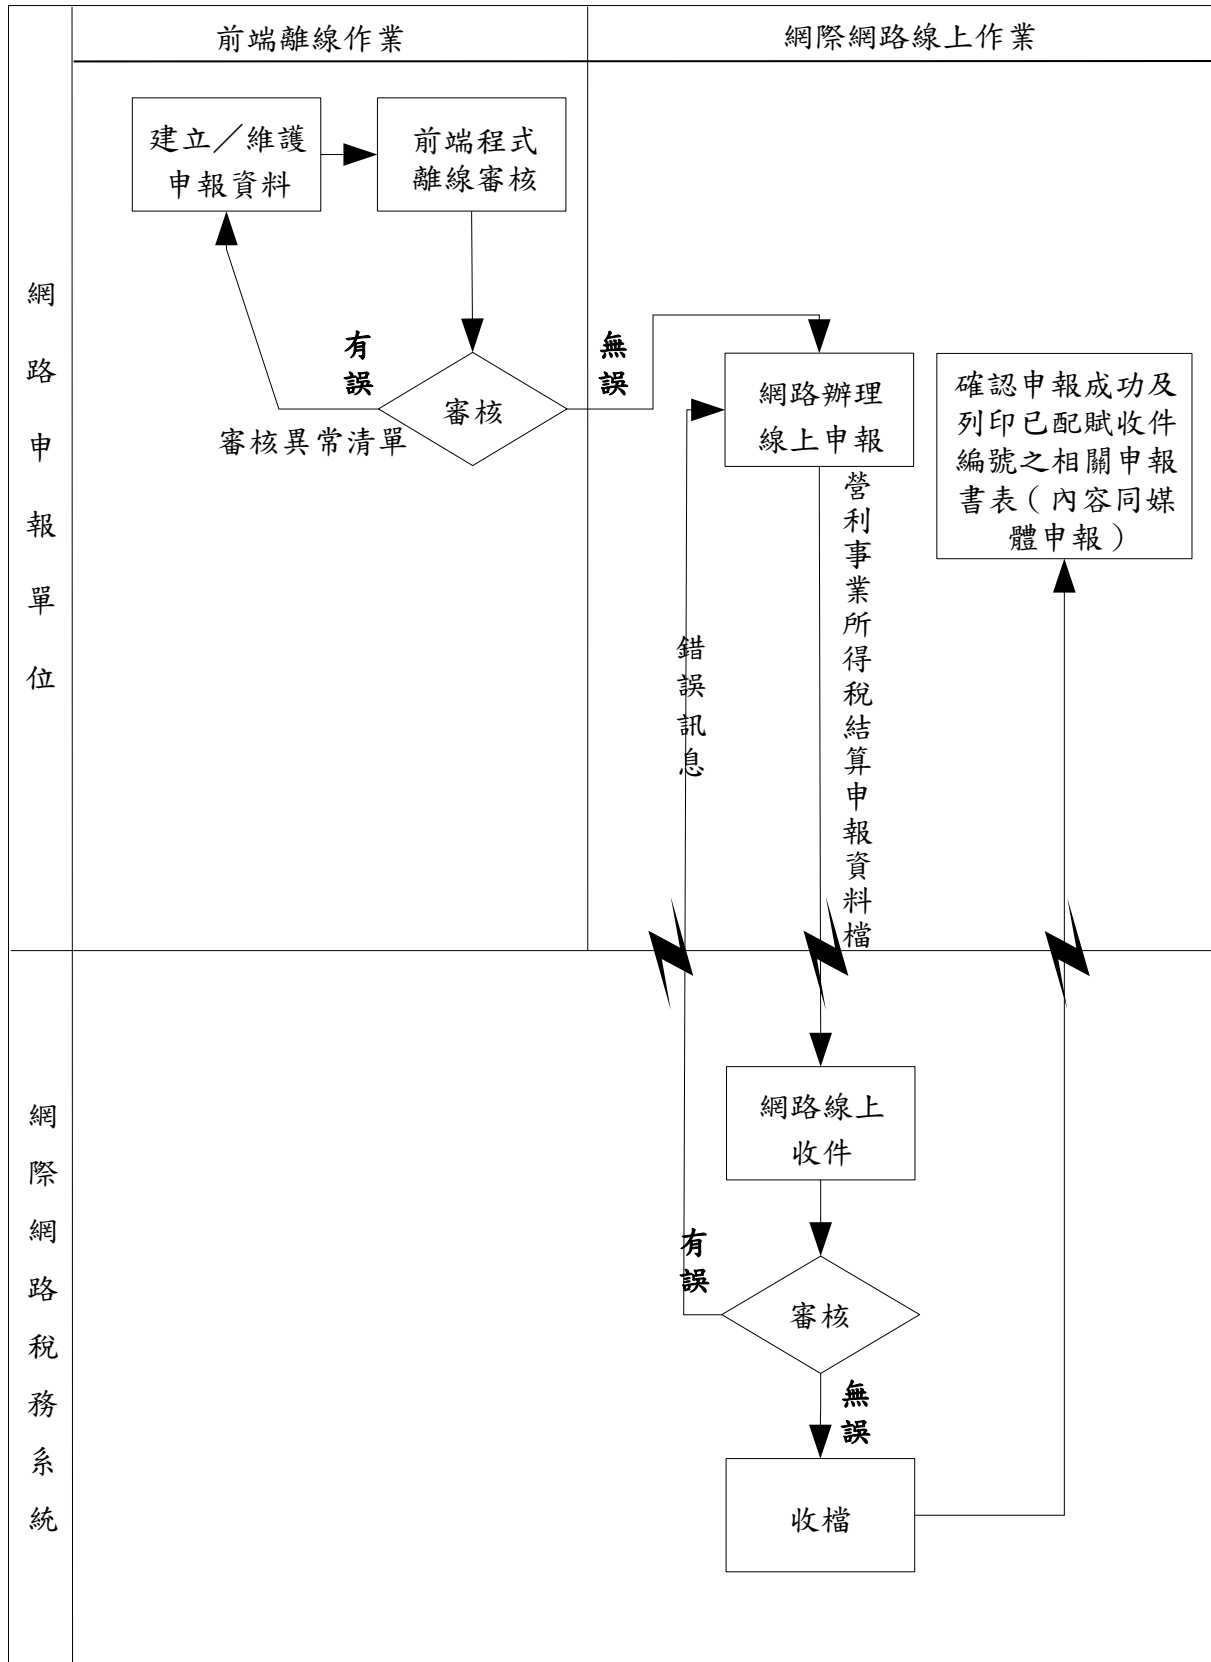 前端離線作業
網際網路線上作業
網路申報單位
建立／維護
申報資料
前端程式
離線審核
有誤
審核
審核異常清單
無誤
網路辦理
線上申報
確認申報成功及
列印已配賦收件
編號之相關申報
書表（內容同媒
體申報）
營利事業所得稅結算申報資料檔
錯誤訊息
網際網路稅務系統
網路線上
收件
有誤
審核
無誤
收檔